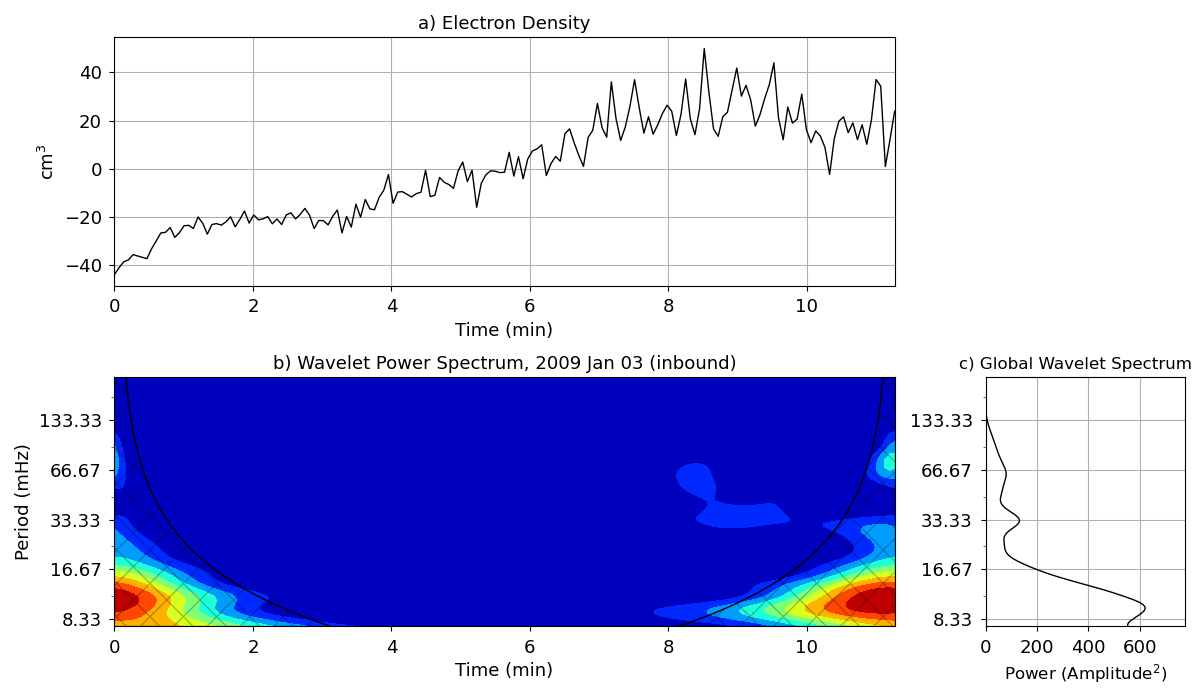 a) Electron Density
cm³
40
20
0
−20
−40
0 2 4 6 8 10
Time (min)
b) Wavelet Power Spectrum, 2009 Jan 03 (inbound)
Period (mHz)
133.33
66.67
33.33
16.67
8.33
0 2 4 6 8 10
Time (min)
c) Global Wavelet Spectrum
133.33
66.67
33.33
16.67
8.33
0 200 400 600
Power (Amplitude²)